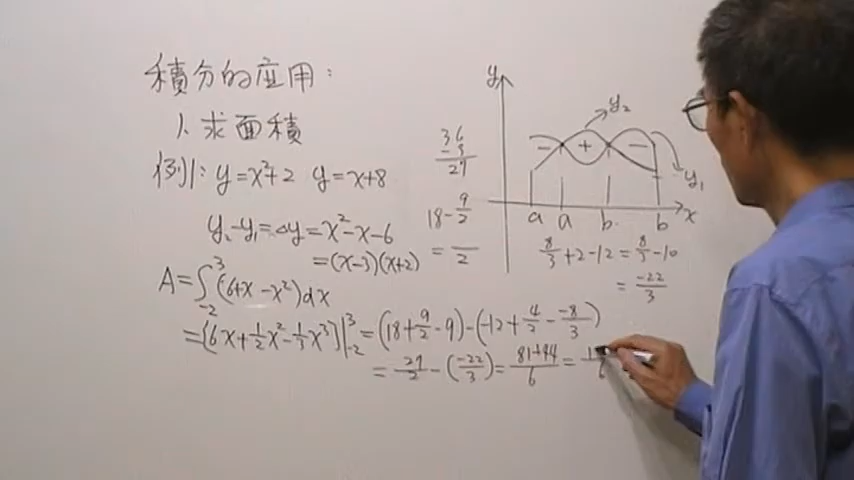 積分的应用:
1. 求面積
例1: y=x²+2 y=x+8
y₂-y₁=△y=x²-x-6
=(x-3)(x+2)
A=∫₋₂³(6+x-x²)dx
=[6x+½x²-⅓x³]|₋₂³=(18+9/2-9)-(-12+4/2-(-8)/3)
=27/2-(-22/3)=(81+44)/6=
36
-9
27
18-9/2
= /2
y
y₂
- + -
y₁
a a b b x
8/3+2-12=8/3-10
=-22/3